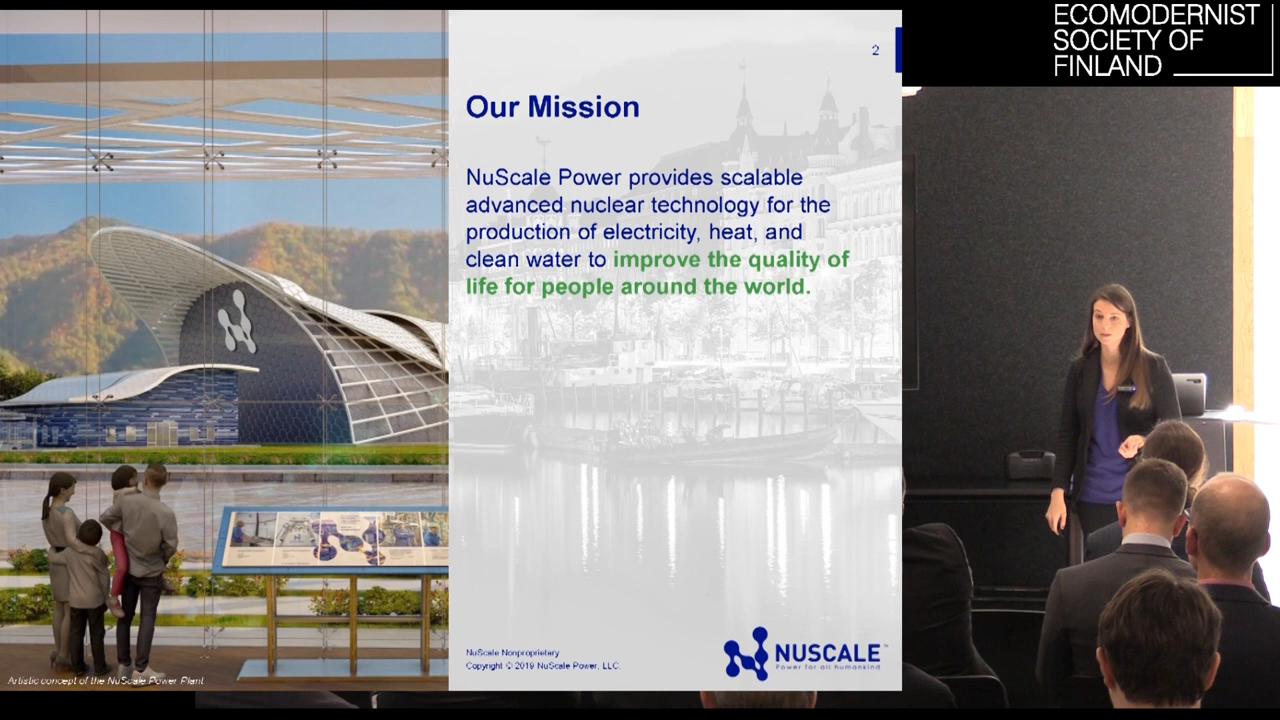 ECOMODERNIST
SOCIETY OF
FINLAND
2
Our Mission
NuScale Power provides scalable
advanced nuclear technology for the
production of electricity, heat, and
clean water to improve the quality of
life for people around the world.
NuScale Nonproprietary
Copyright © 2019 NuScale Power, LLC.
NUSCALE™
Power for all humankind
Artistic concept of the NuScale Power Plant